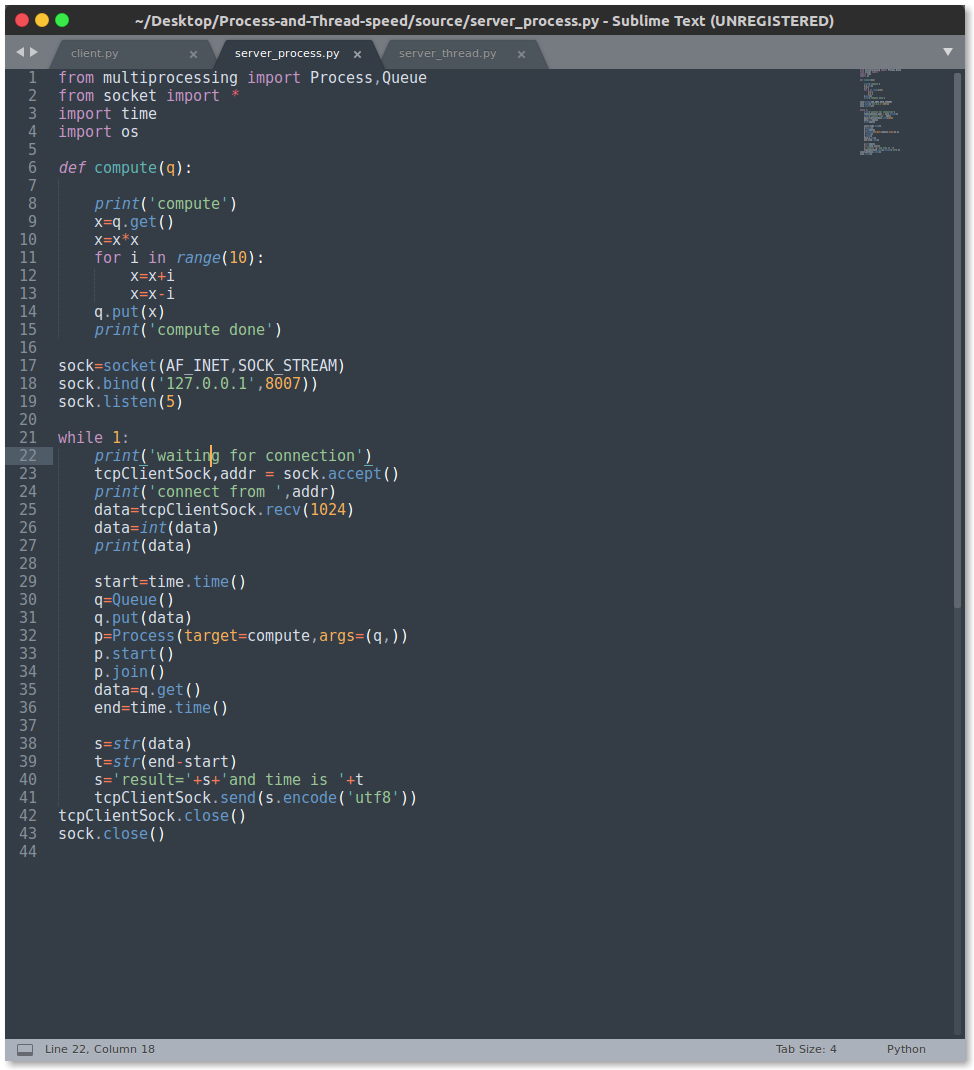 ~/Desktop/Process-and-Thread-speed/source/server_process.py - Sublime Text (UNREGISTERED)
client.py × server_process.py × server_thread.py ×
1 from multiprocessing import Process,Queue
2 from socket import *
3 import time
4 import os
5
6 def compute(q):
7
8     print('compute')
9     x=q.get()
10     x=x*x
11     for i in range(10):
12         x=x+i
13         x=x-i
14     q.put(x)
15     print('compute done')
16
17 sock=socket(AF_INET,SOCK_STREAM)
18 sock.bind(('127.0.0.1',8007))
19 sock.listen(5)
20
21 while 1:
22     print('waiting for connection')
23     tcpClientSock,addr = sock.accept()
24     print('connect from ',addr)
25     data=tcpClientSock.recv(1024)
26     data=int(data)
27     print(data)
28
29     start=time.time()
30     q=Queue()
31     q.put(data)
32     p=Process(target=compute,args=(q,))
33     p.start()
34     p.join()
35     data=q.get()
36     end=time.time()
37
38     s=str(data)
39     t=str(end-start)
40     s='result='+s+'and time is '+t
41     tcpClientSock.send(s.encode('utf8'))
42 tcpClientSock.close()
43 sock.close()
44
Line 22, Column 18 Tab Size: 4 Python